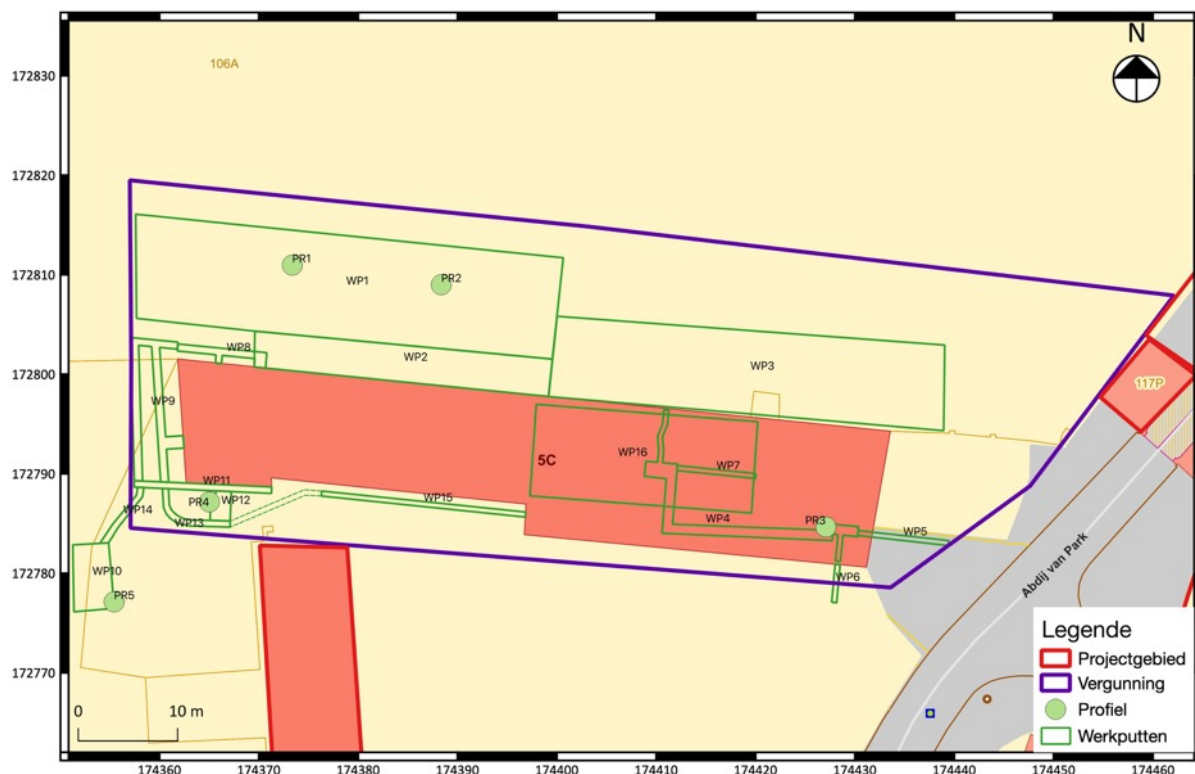 N
106A
172830
172820
172810
172800
172790
172780
172770
PR1
PR2
WP1
WP8
WP2
WP3
117P
WP9
WP16
5C
WP7
WP11
PR4
WP12
WP15
WP14
WP13
WP4
PR3
WP5
WP10
WP6
PR5
Abdij van Park
0 10 m
Legende
Projectgebied
Vergunning
Profiel
Werkputten
174360 174370 174380 174390 174400 174410 174420 174430 174440 174450 174460